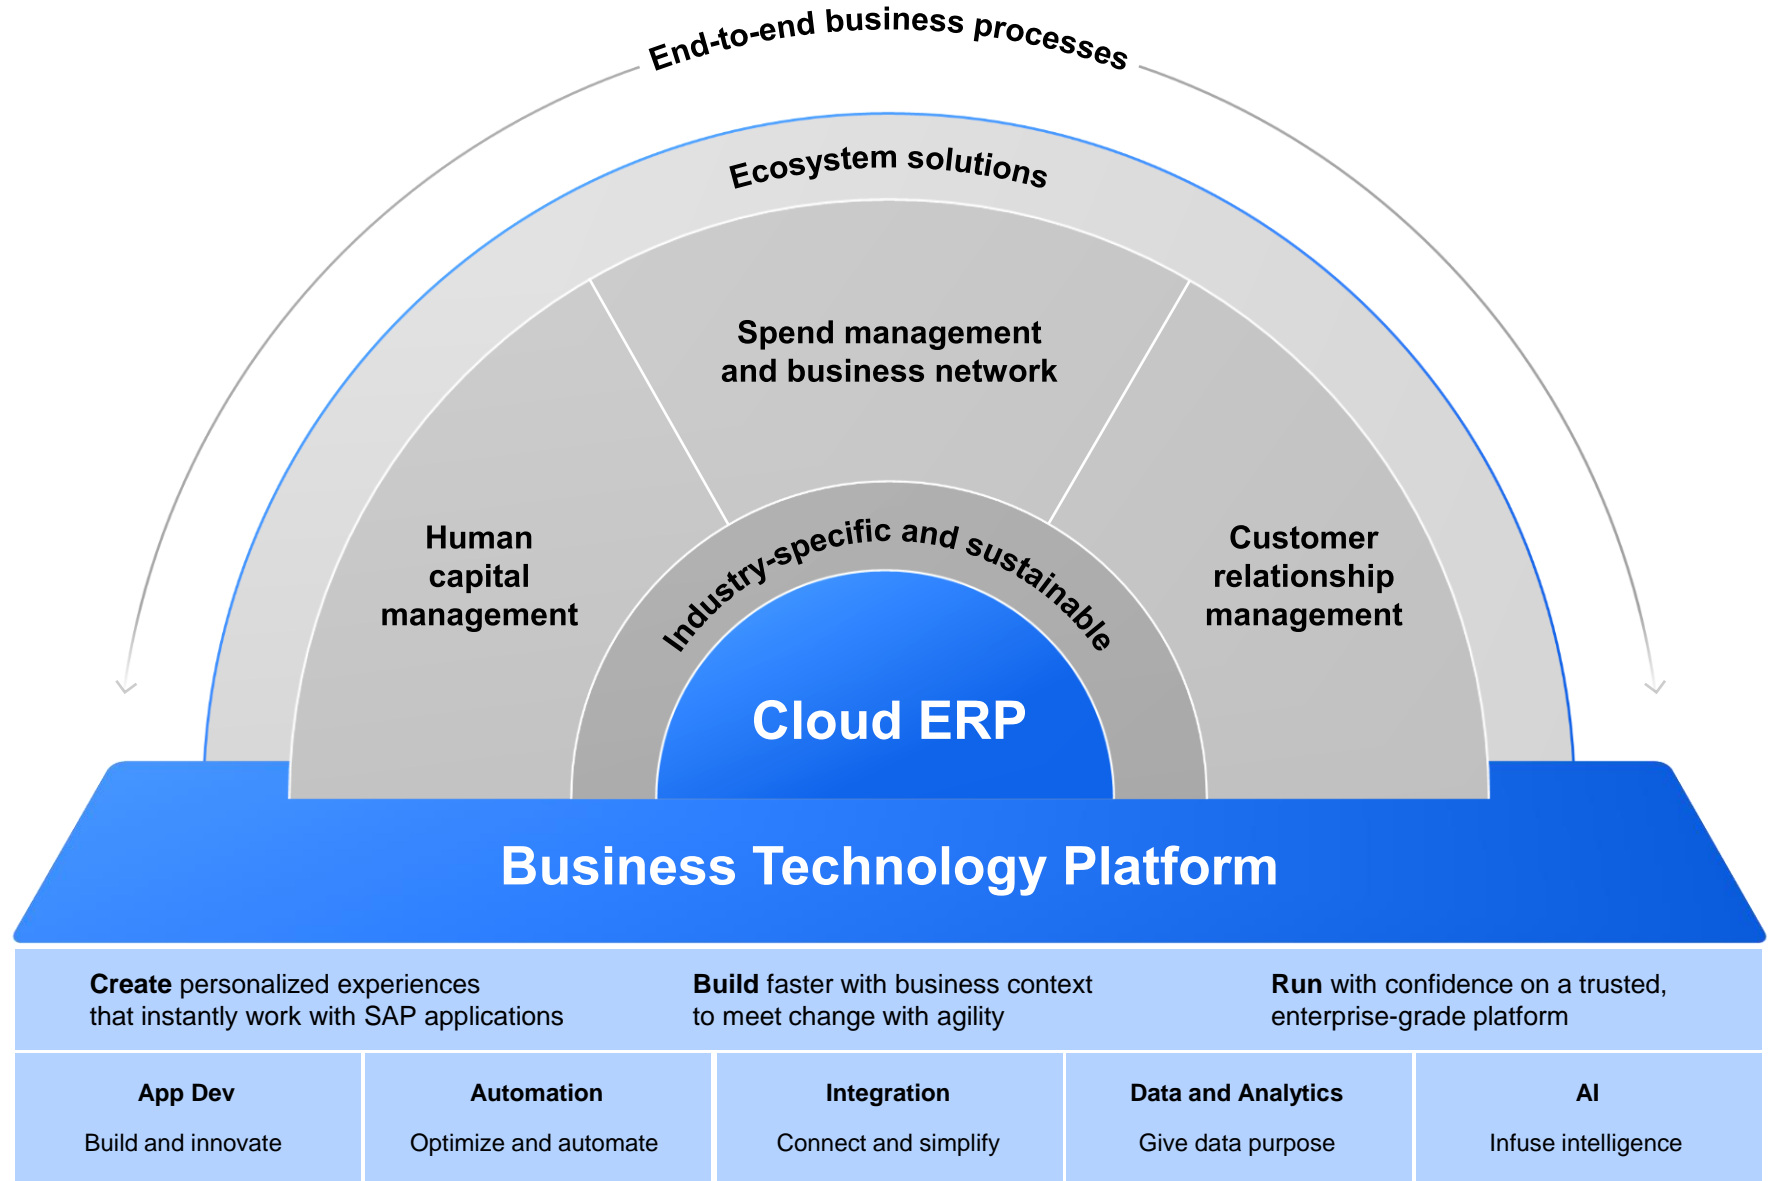 End-to-end business processes
Ecosystem solutions
Spend management
and business network
Human
capital
management
Customer
relationship
management
Industry-specific and sustainable
Cloud ERP
Business Technology Platform
Create personalized experiences
that instantly work with SAP applications
Build faster with business context
to meet change with agility
Run with confidence on a trusted,
enterprise-grade platform
App Dev
Build and innovate
Automation
Optimize and automate
Integration
Connect and simplify
Data and Analytics
Give data purpose
AI
Infuse intelligence